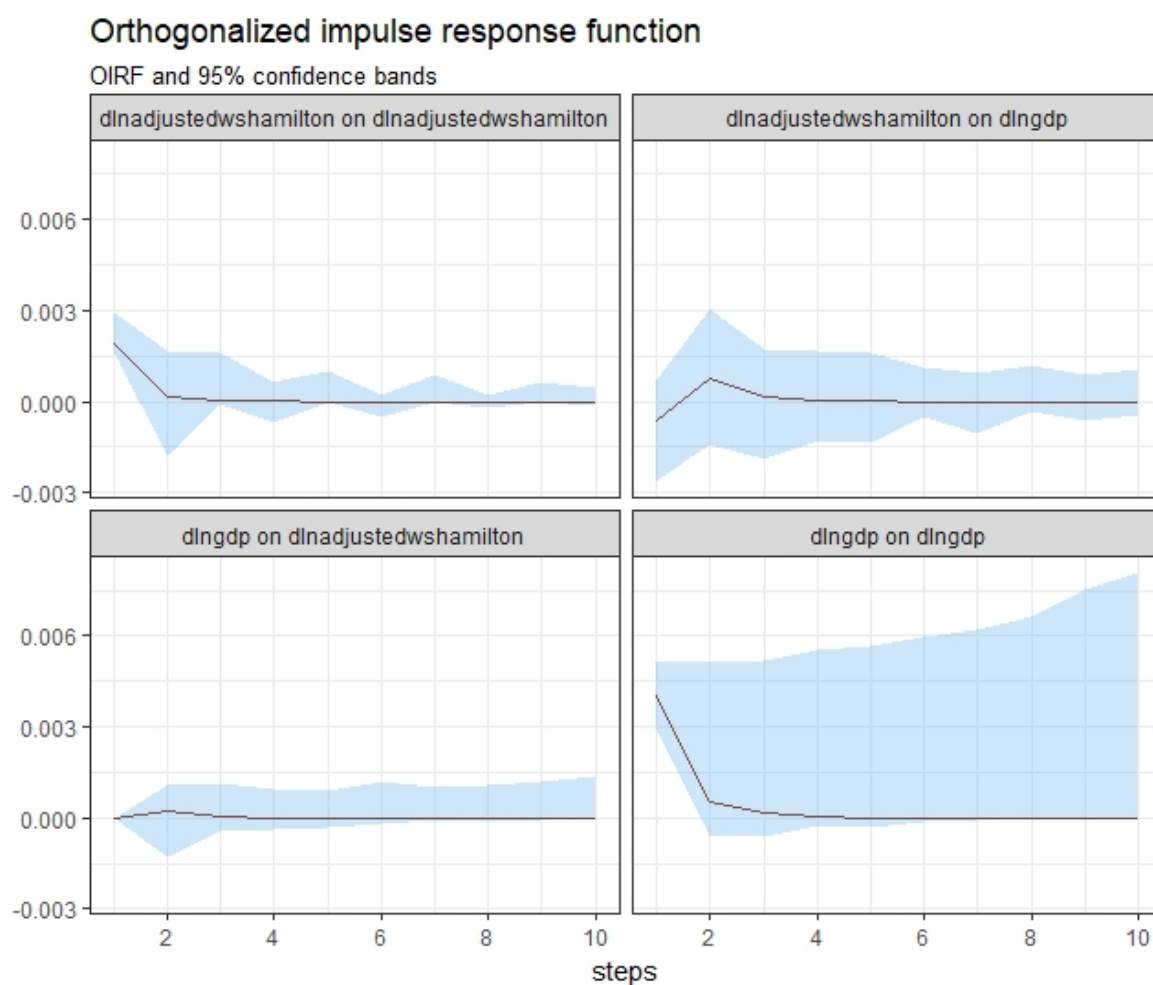 Orthogonalized impulse response function
OIRF and 95% confidence bands
dlnadjustedwshamilton on dlnadjustedwshamilton
dlnadjustedwshamilton on dlngdp
0.006
0.003
0.000
-0.003
dlngdp on dlnadjustedwshamilton
dlngdp on dlngdp
0.006
0.003
0.000
-0.003
2 4 6 8 10
2 4 6 8 10
steps